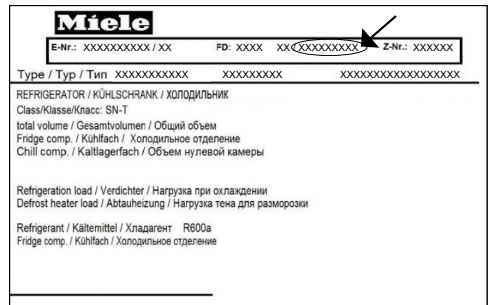 Miele
E-Nr.: XXXXXXXXXX / XX FD: XXXX XX XXXXXXXXX Z-Nr.: XXXXXX
Type / Typ / Тип XXXXXXXXXXX XXXXXXXXX XXXXXXXXXXXXXXXXXX
REFRIGERATOR / KÜHLSCHRANK / ХОЛОДИЛЬНИК
Class/Klasse/Класс: SN-T
total volume / Gesamtvolumen / Общий объем
Fridge comp. / Kühlfach / Холодильное отделение
Chill comp. / Kaltlagerfach / Объем нулевой камеры
Refrigeration load / Verdichter / Нагрузка при охлаждении
Defrost heater load / Abtauheizung / Нагрузка тена для разморозки
Refrigerant / Kältemittel / Хладагент R600a
Fridge comp. / Kühlfach / Холодильное отделение